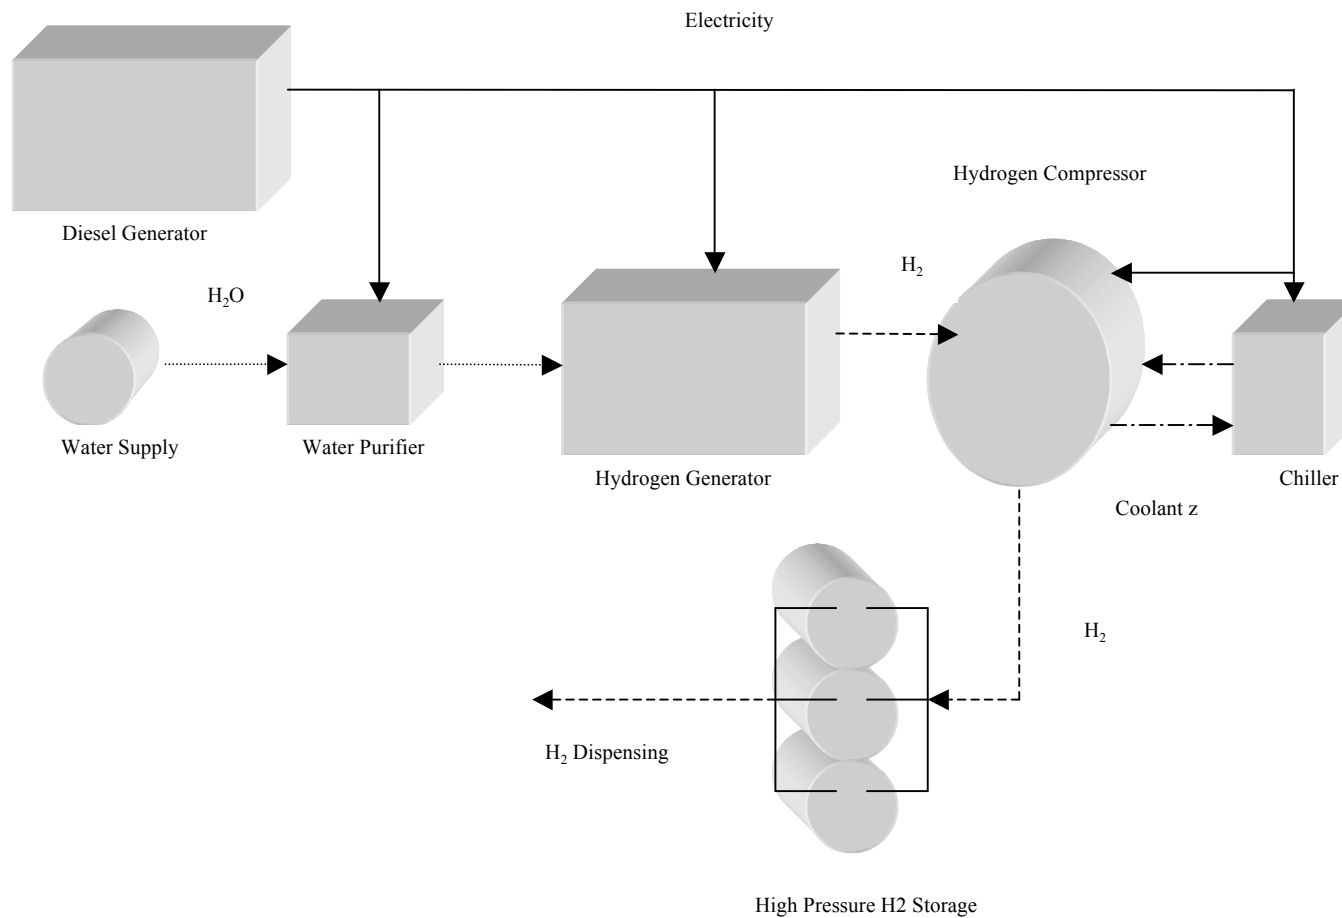 Electricity
Hydrogen Compressor
Diesel Generator
H₂
H₂O
Water Supply
Water Purifier
Hydrogen Generator
Chiller
Coolant z
H₂
H₂ Dispensing
High Pressure H2 Storage